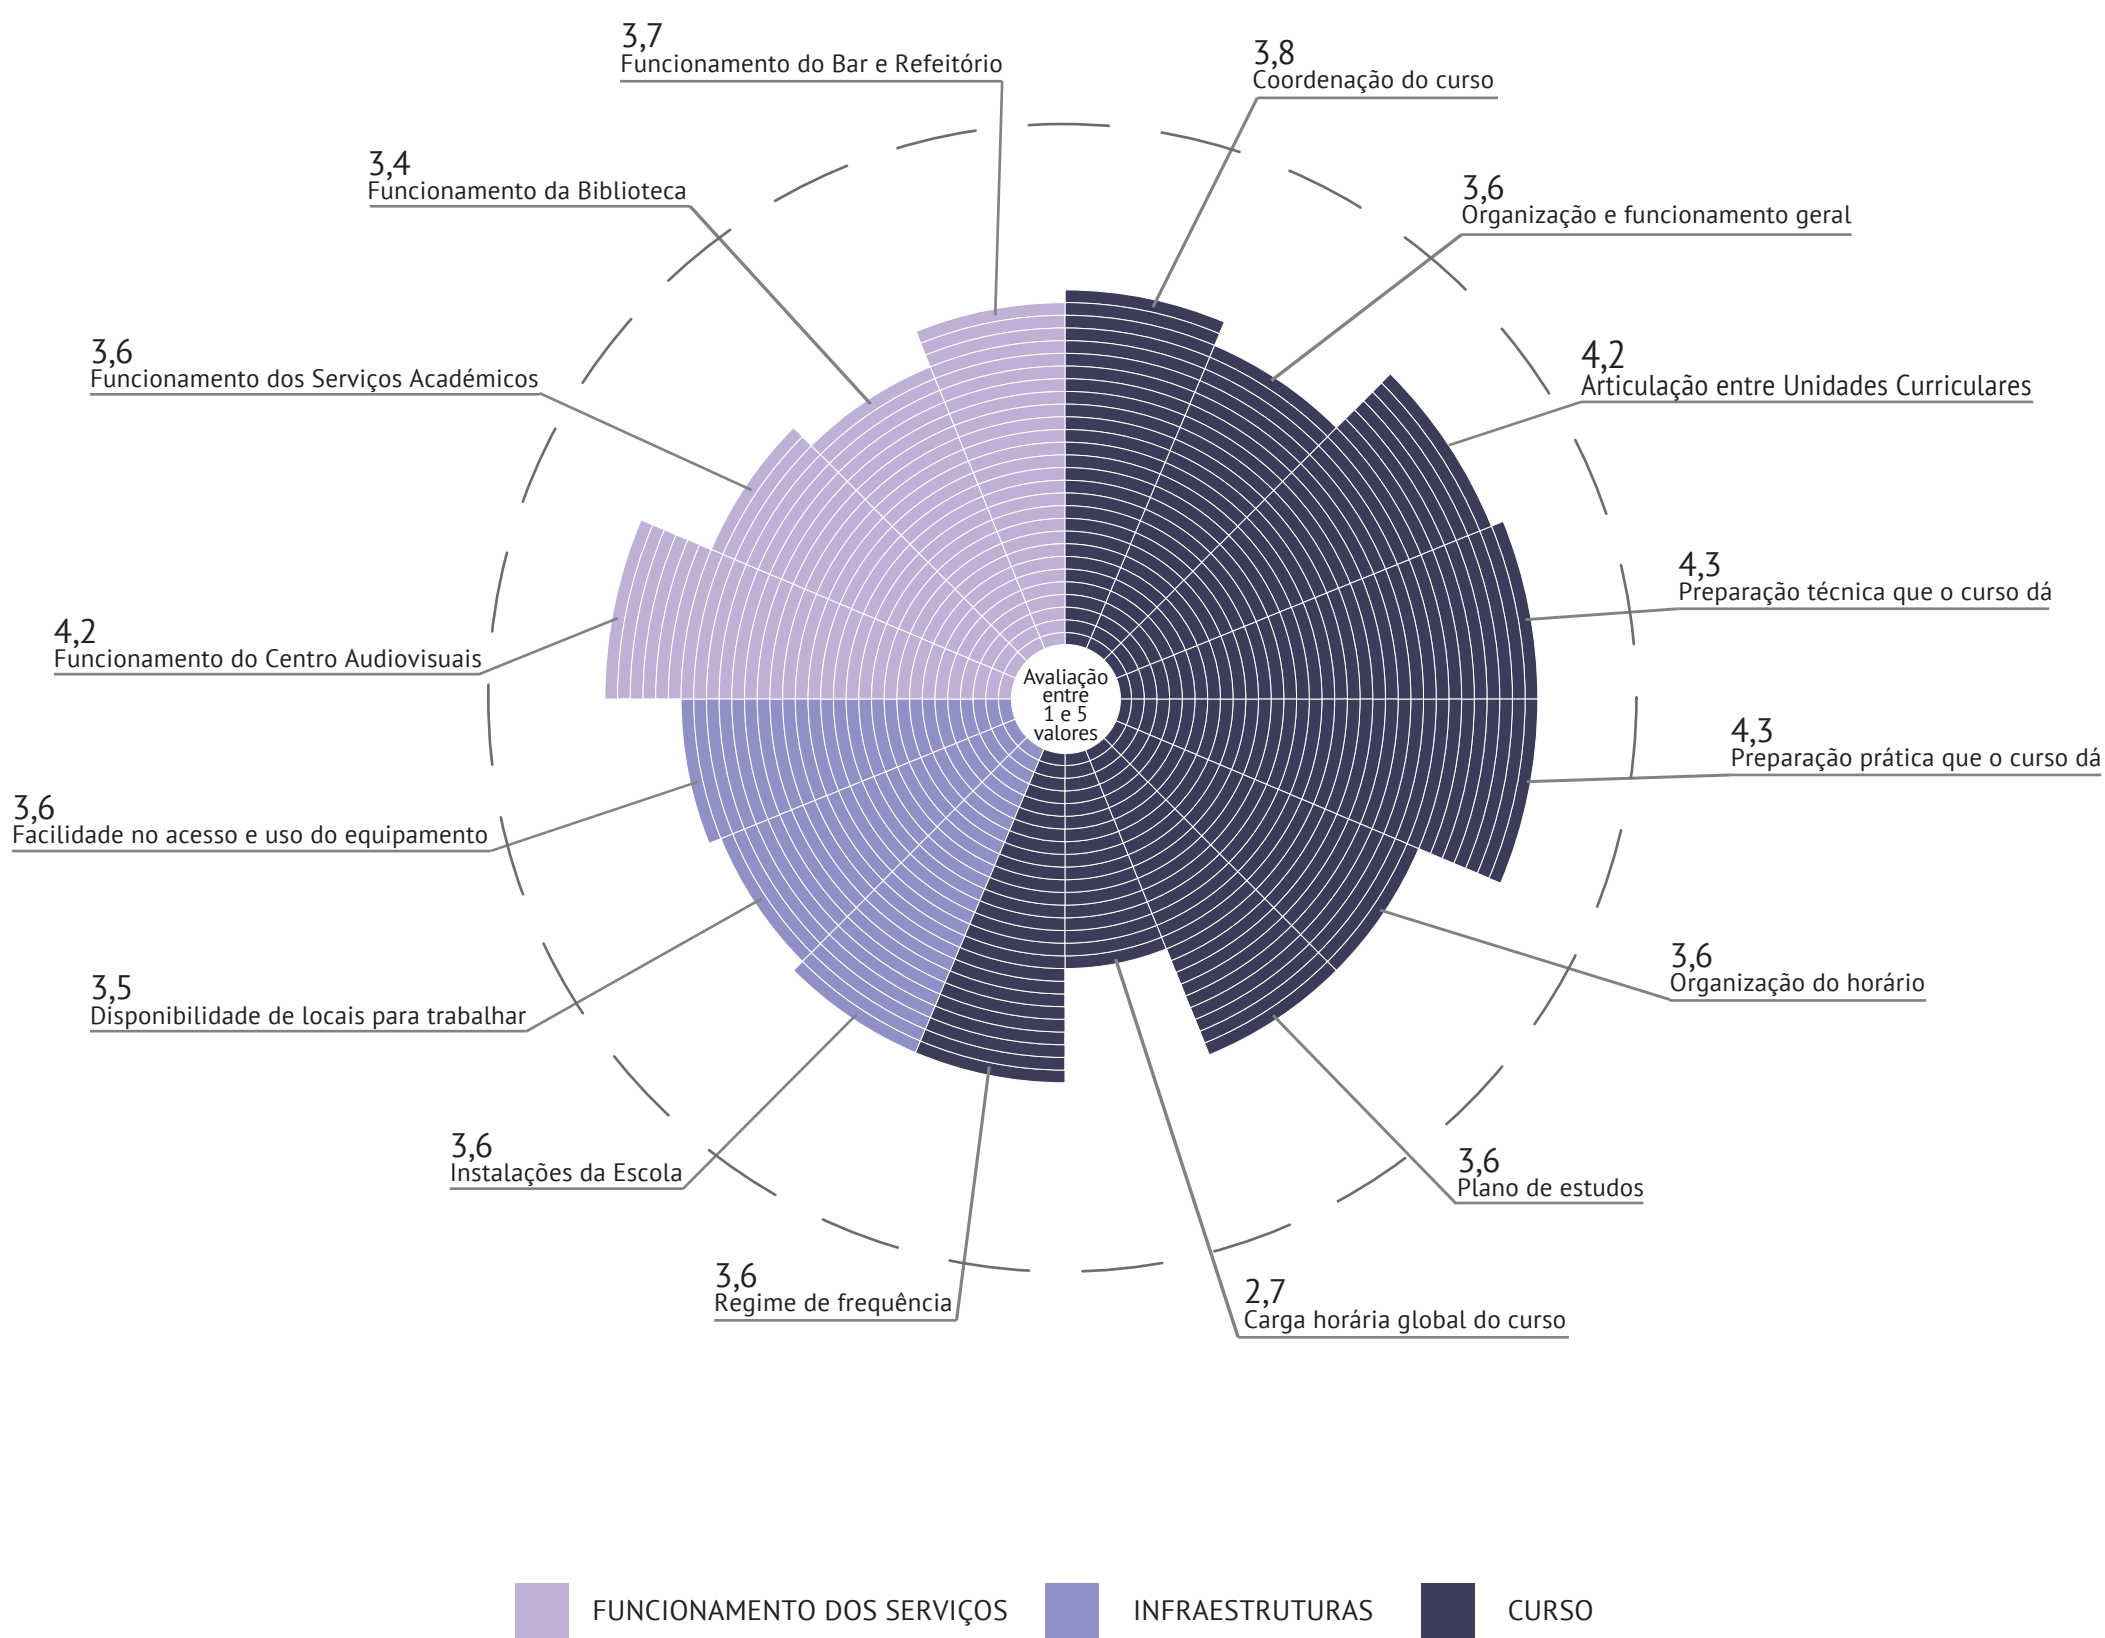 3,7
Funcionamento do Bar e Refeitório
3,8
Coordenação do curso
3,4
Funcionamento da Biblioteca
3,6
Organização e funcionamento geral
3,6
Funcionamento dos Serviços Académicos
4,2
Articulação entre Unidades Curriculares
4,3
Preparação técnica que o curso dá
4,2
Funcionamento do Centro Audiovisuais
Avaliação
entre
1 e 5
valores
4,3
Preparação prática que o curso dá
3,6
Facilidade no acesso e uso do equipamento
3,6
Organização do horário
3,5
Disponibilidade de locais para trabalhar
3,6
Instalações da Escola
3,6
Plano de estudos
3,6
Regime de frequência
2,7
Carga horária global do curso
FUNCIONAMENTO DOS SERVIÇOS
INFRAESTRUTURAS
CURSO